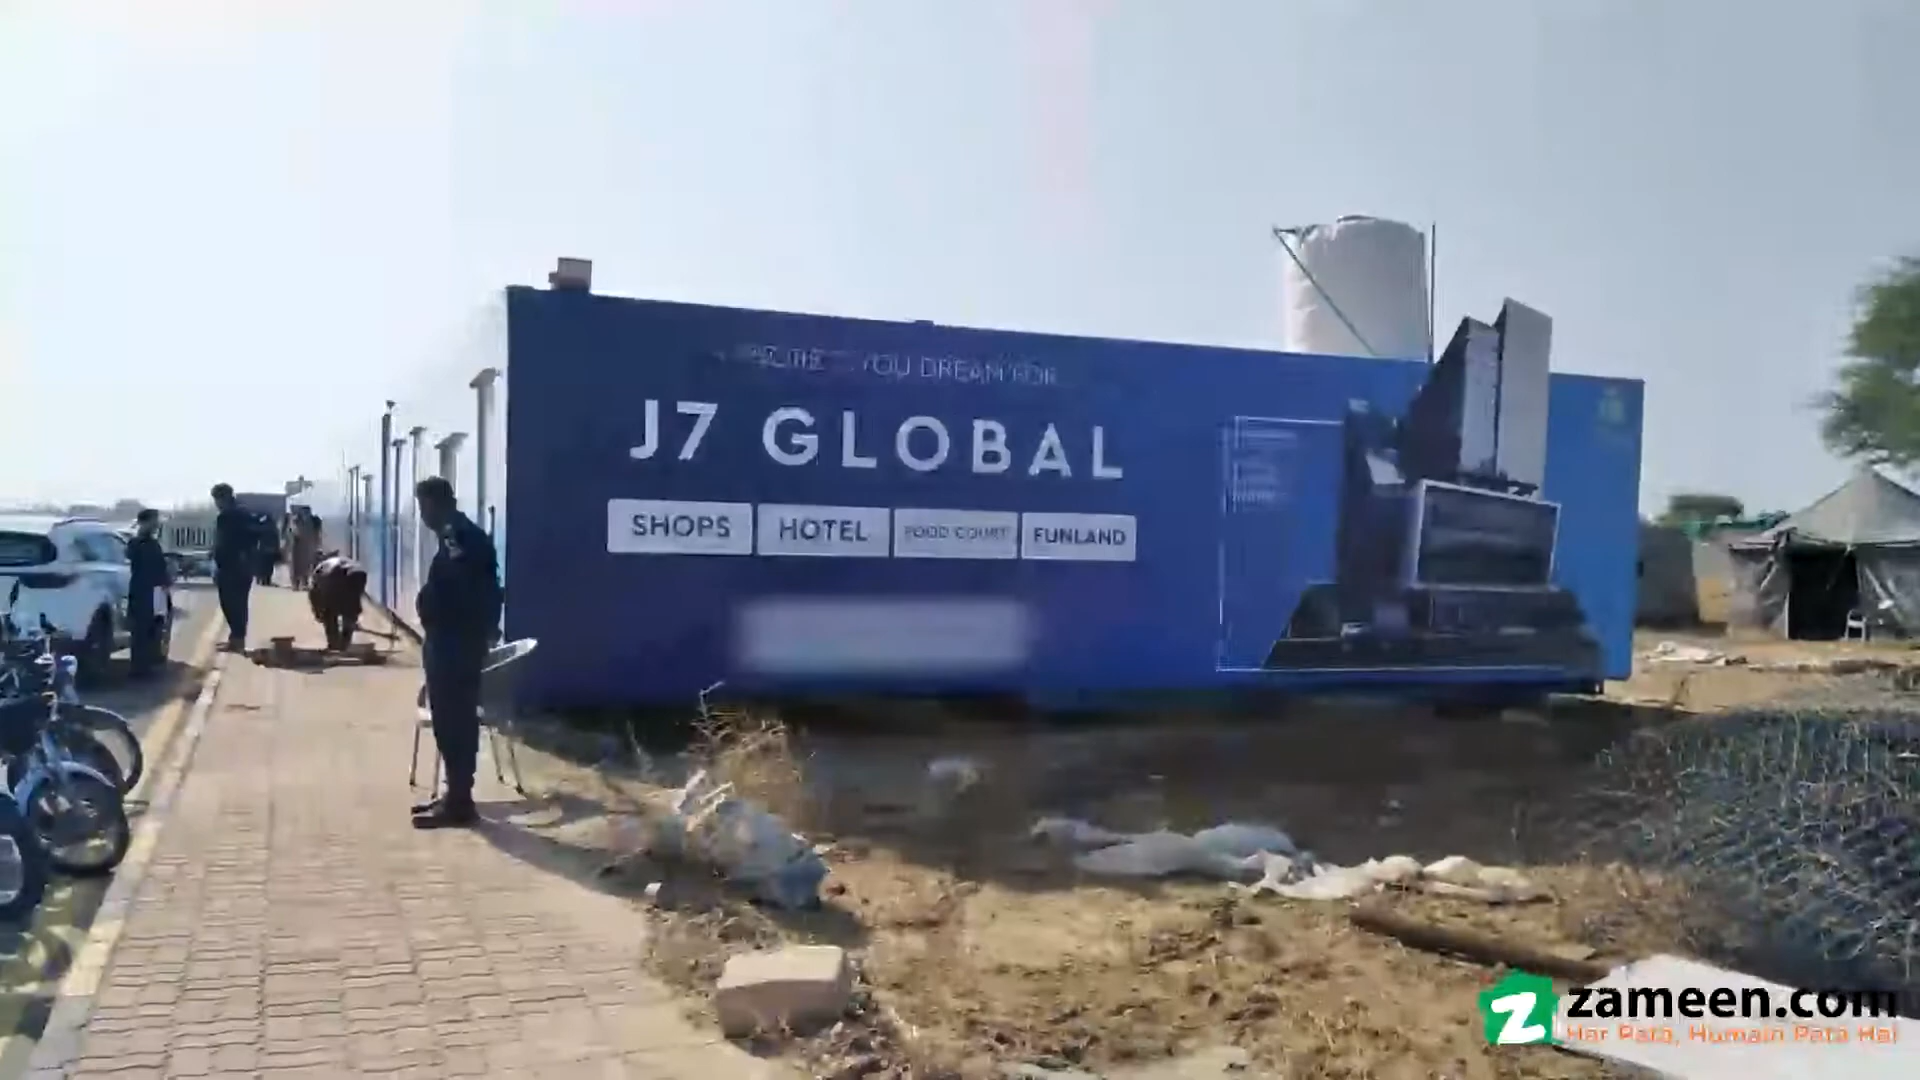 YOU DREAM FOR
J7 GLOBAL
SHOPS HOTEL FOOD COURT FUNLAND
zameen.com
Har Pata, Humain Pata Hai